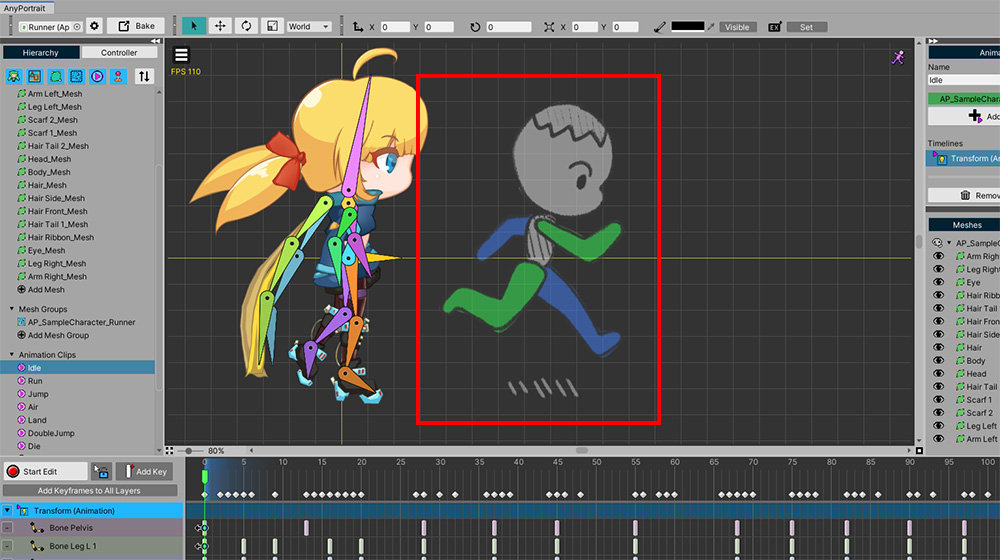 AnyPortrait
Runner (Ap
Bake
World
X 0 Y 0
0
X 0 Y 0
Visible
EX
Set
Hierarchy
Controller
FPS 110
Arm Left_Mesh
Leg Left_Mesh
Scarf 2_Mesh
Scarf 1_Mesh
Hair Tail 2_Mesh
Head_Mesh
Body_Mesh
Hair_Mesh
Hair Side_Mesh
Hair Front_Mesh
Hair Tail 1_Mesh
Hair Ribbon_Mesh
Eye_Mesh
Leg Right_Mesh
Arm Right_Mesh
Add Mesh
Mesh Groups
AP_SampleCharacter_Runner
Add Mesh Group
Animation Clips
Idle
Run
Jump
Air
Land
DoubleJump
Die
Anima
Name
Idle
AP_SampleChara
Add
Timelines
Transform (An
Remov
Meshes
AP_SampleC
Arm Right
Leg Right
Eye
Hair Ribb
Hair Tail
Hair Fron
Hair Side
Hair
Body
Head
Hair Tail
Scarf 1
Scarf 2
Leg Left
Arm Left
80%
Start Edit
Add Key
Add Keyframes to All Layers
0 5 10 15 20 25 30 35 40 45 50 55 60 65 70 75 80 85 90 95 100
Transform (Animation)
Bone Pelvis
Bone Leg L 1